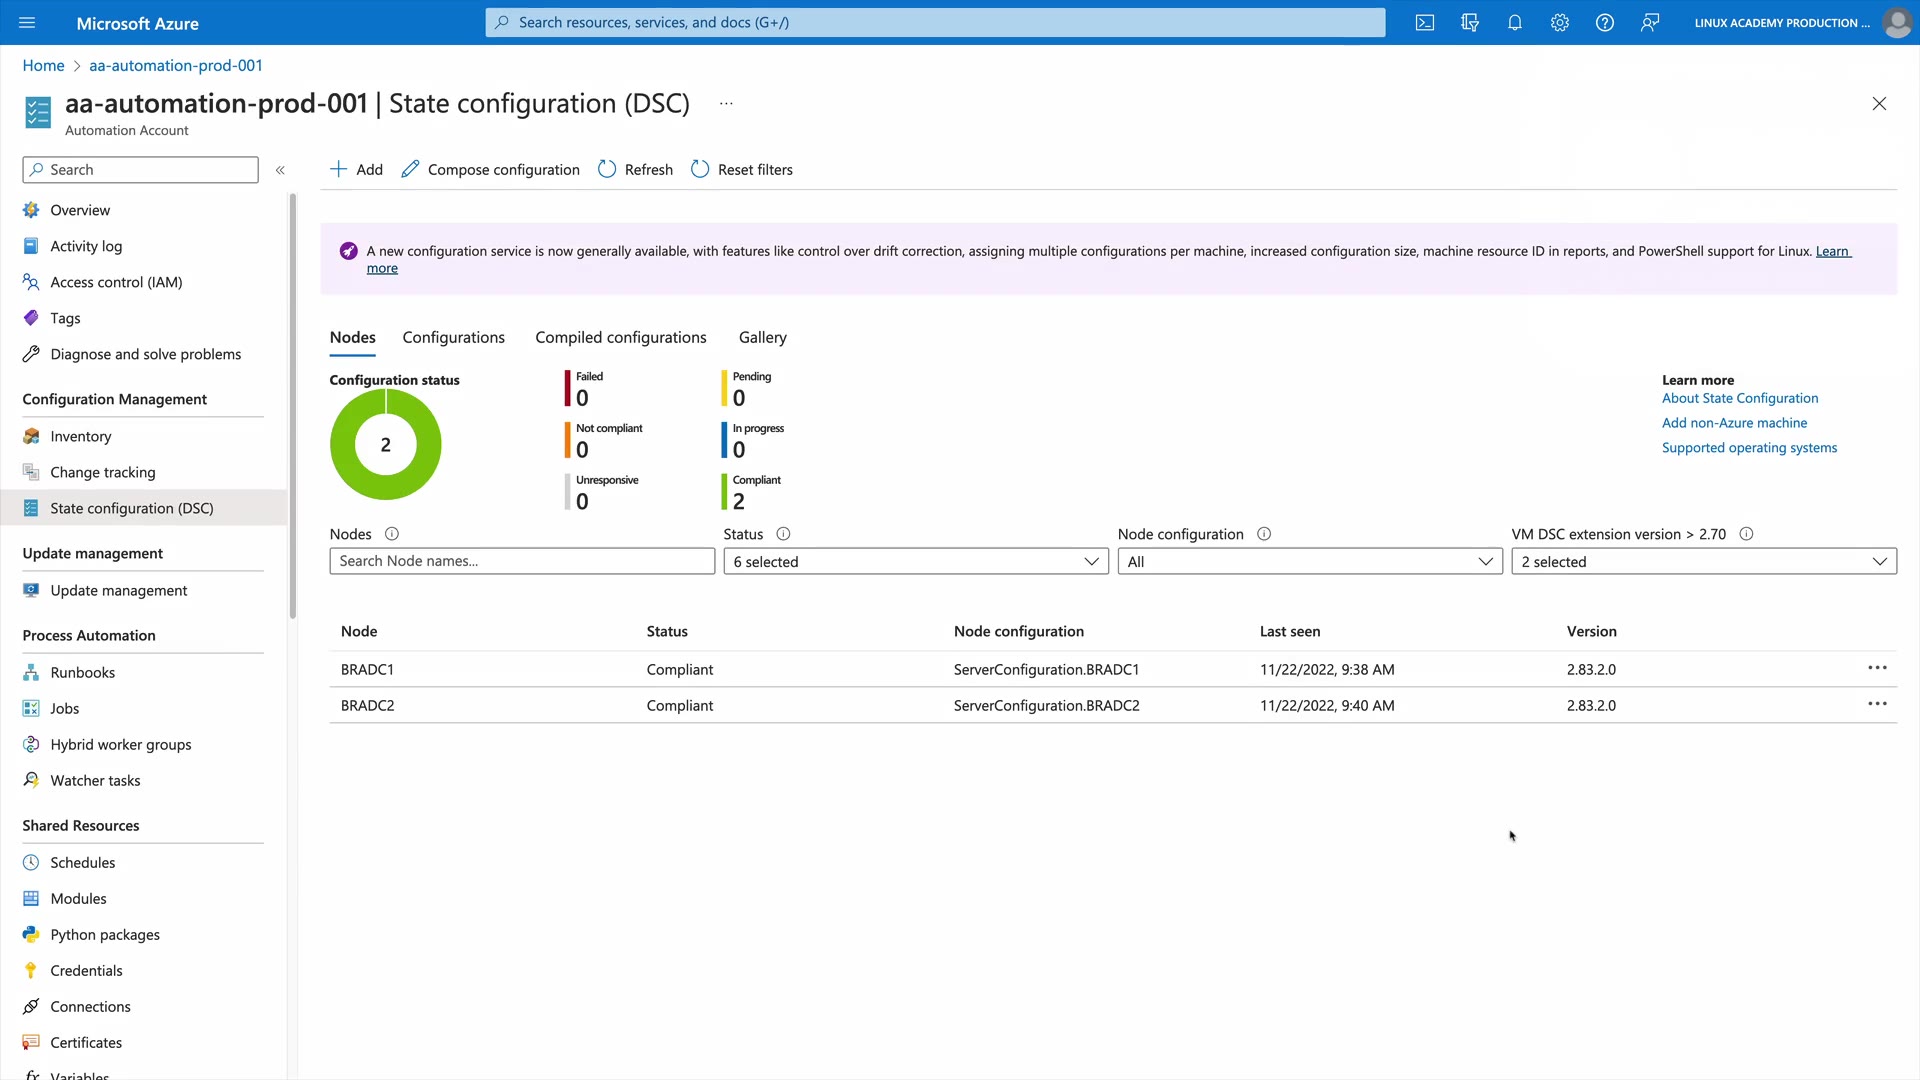 Microsoft Azure
Search resources, services, and docs (G+/)
LINUX ACADEMY PRODUCTION ...
Home > aa-automation-prod-001
aa-automation-prod-001 | State configuration (DSC) ...
Automation Account
Search
Overview
Activity log
Access control (IAM)
Tags
Diagnose and solve problems
Configuration Management
Inventory
Change tracking
State configuration (DSC)
Update management
Update management
Process Automation
Runbooks
Jobs
Hybrid worker groups
Watcher tasks
Shared Resources
Schedules
Modules
Python packages
Credentials
Connections
Certificates
Variables
Add Compose configuration Refresh Reset filters
A new configuration service is now generally available, with features like control over drift correction, assigning multiple configurations per machine, increased configuration size, machine resource ID in reports, and PowerShell support for Linux. Learn
more
Nodes Configurations Compiled configurations Gallery
Configuration status
2
Failed
0
Pending
0
Not compliant
0
In progress
0
Unresponsive
0
Compliant
2
Learn more
About State Configuration
Add non-Azure machine
Supported operating systems
Nodes Status Node configuration VM DSC extension version > 2.70
Search Node names... 6 selected All 2 selected
Node Status Node configuration Last seen Version
BRADC1 Compliant ServerConfiguration.BRADC1 11/22/2022, 9:38 AM 2.83.2.0 ...
BRADC2 Compliant ServerConfiguration.BRADC2 11/22/2022, 9:40 AM 2.83.2.0 ...